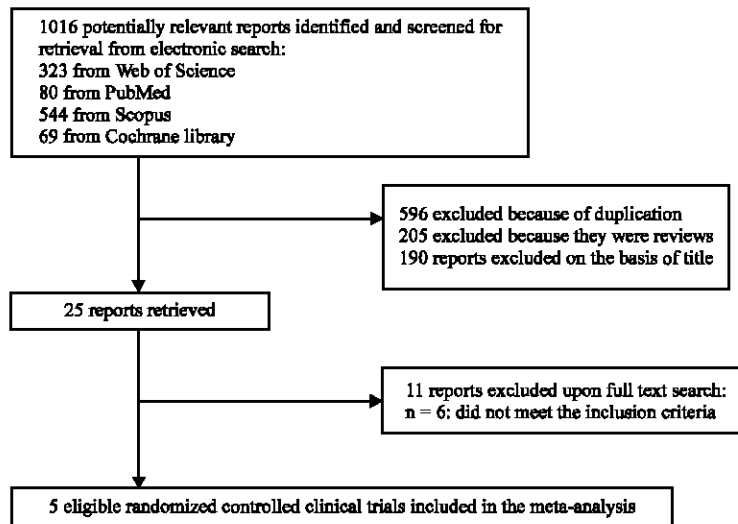 1016 potentially relevant reports identified and screened for
retrieval from electronic search:
323 from Web of Science
80 from PubMed
544 from Scopus
69 from Cochrane library
596 excluded because of duplication
205 excluded because they were reviews
190 reports excluded on the basis of title
25 reports retrieved
11 reports excluded upon full text search:
n = 6: did not meet the inclusion criteria
5 eligible randomized controlled clinical trials included in the meta-analysis